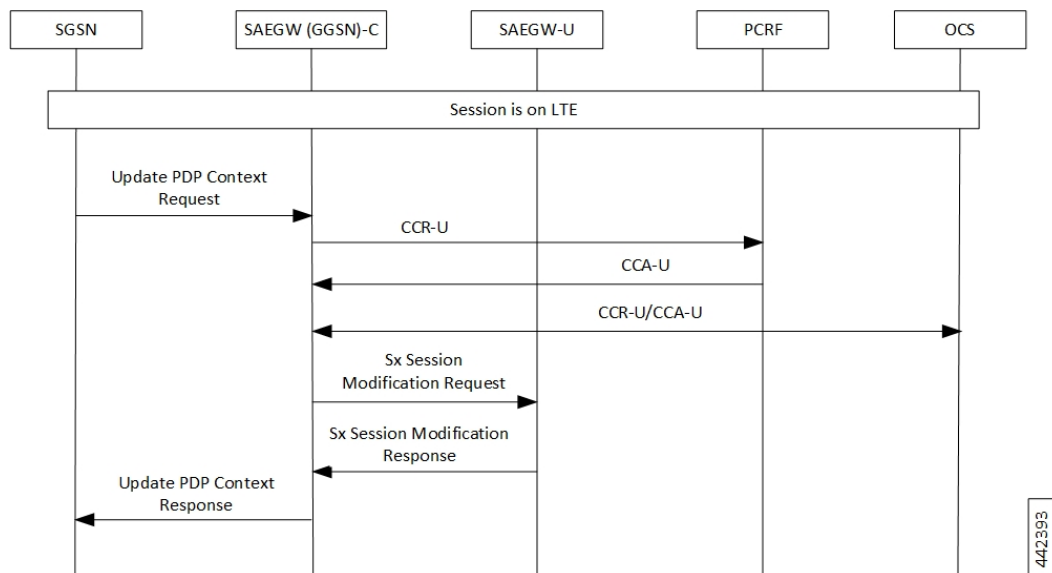 SGSN
SAEGW (GGSN)-C
SAEGW-U
PCRF
OCS
Session is on LTE
Update PDP Context
Request
CCR-U
CCA-U
CCR-U/CCA-U
Sx Session
Modification Request
Sx Session Modification
Response
Update PDP Context
Response
442393